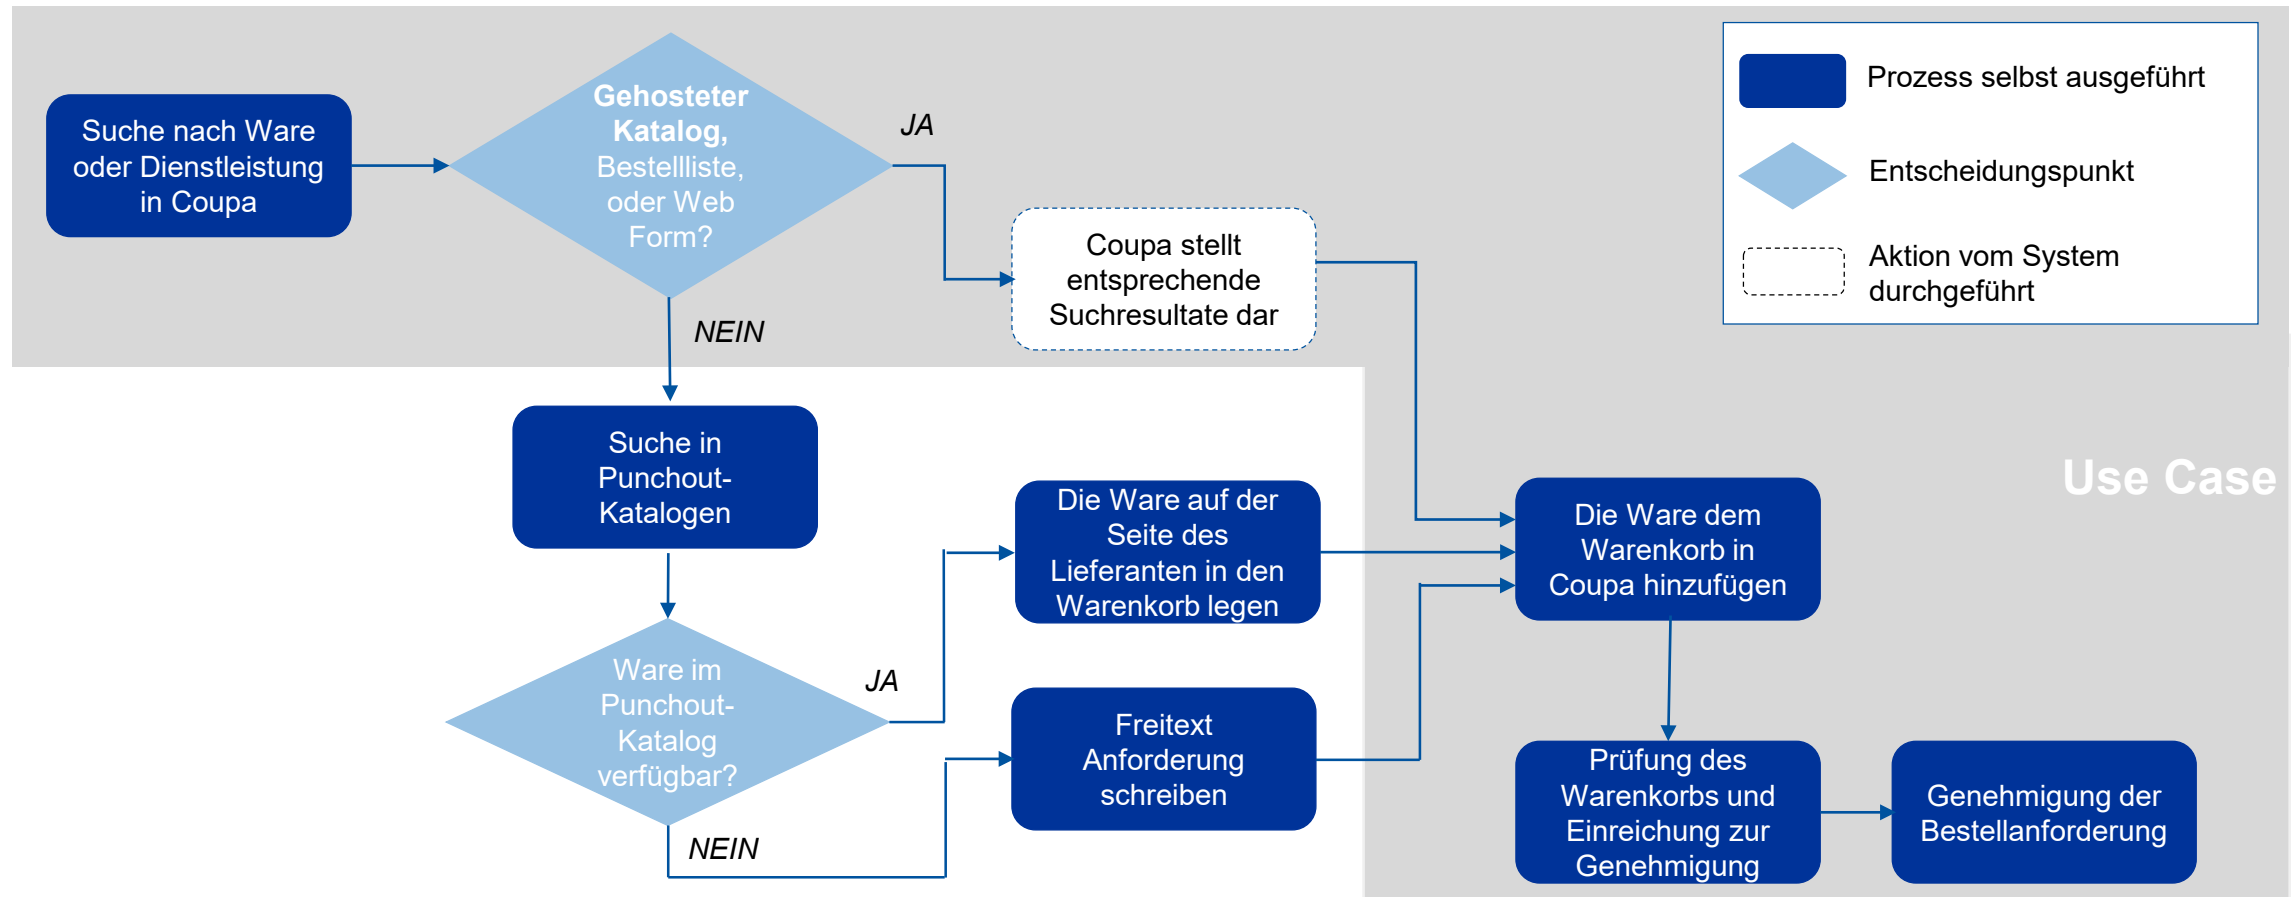 Suche nach Ware
oder Dienstleistung
in Coupa
Gehosteter
Katalog,
Bestellliste,
oder Web
Form?
JA
NEIN
Coupa stellt
entsprechende
Suchresultate dar
Prozess selbst ausgeführt
Entscheidungspunkt
Aktion vom System
durchgeführt
Suche in
Punchout-
Katalogen
Ware im
Punchout-
Katalog
verfügbar?
JA
NEIN
Die Ware auf der
Seite des
Lieferanten in den
Warenkorb legen
Freitext
Anforderung
schreiben
Use Case
Die Ware dem
Warenkorb in
Coupa hinzufügen
Prüfung des
Warenkorbs und
Einreichung zur
Genehmigung
Genehmigung der
Bestellanforderung